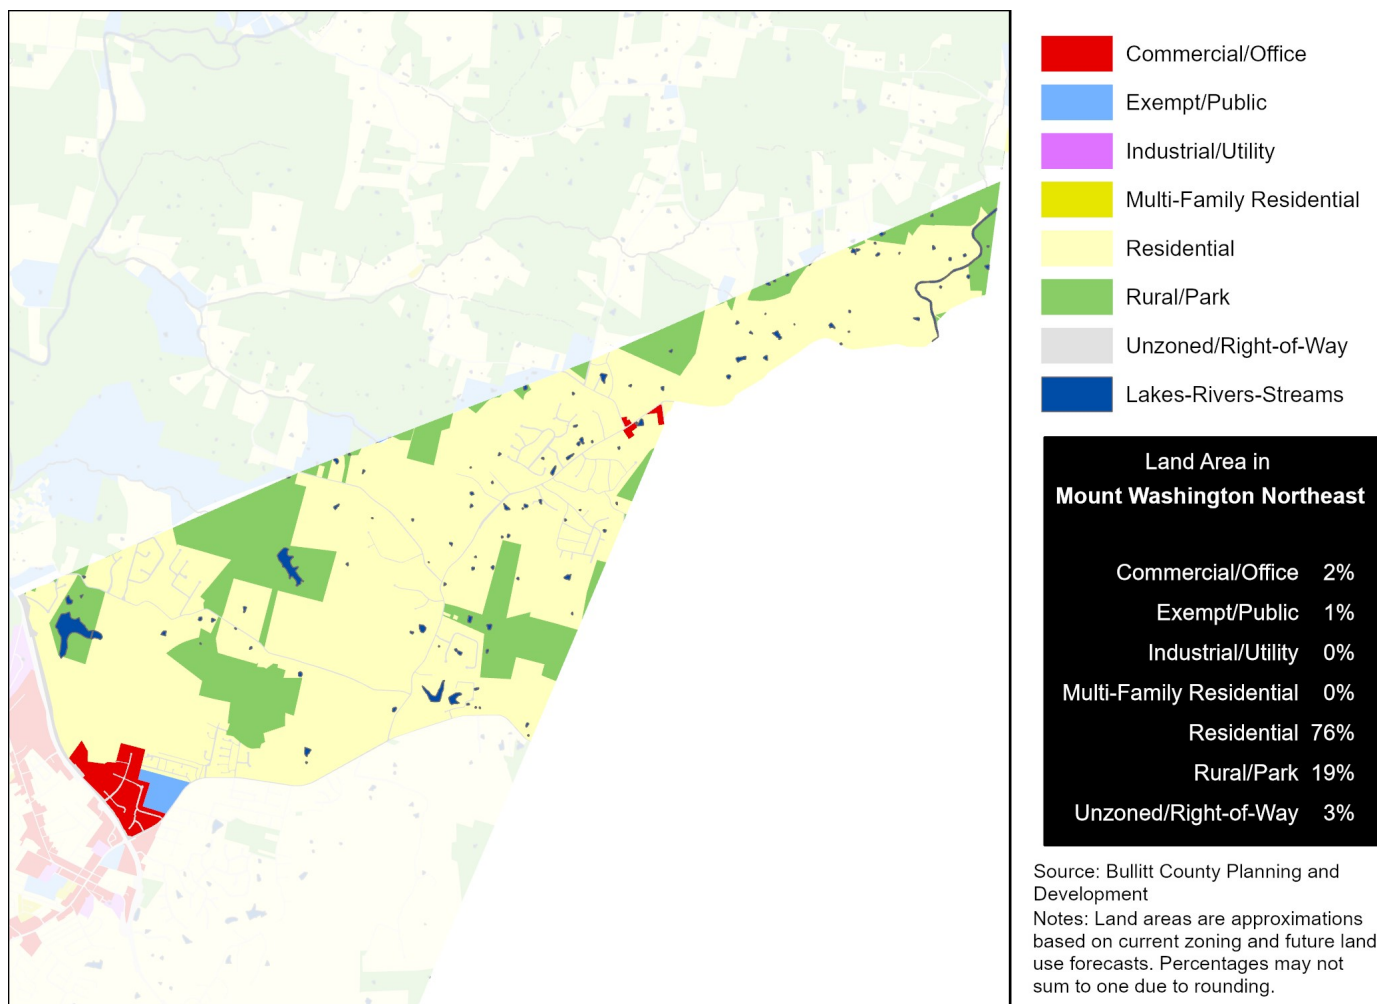 Commercial/Office
Exempt/Public
Industrial/Utility
Multi-Family Residential
Residential
Rural/Park
Unzoned/Right-of-Way
Lakes-Rivers-Streams
Land Area in
Mount Washington Northeast
Commercial/Office 2%
Exempt/Public 1%
Industrial/Utility 0%
Multi-Family Residential 0%
Residential 76%
Rural/Park 19%
Unzoned/Right-of-Way 3%
Source: Bullitt County Planning and
Development
Notes: Land areas are approximations
based on current zoning and future land
use forecasts. Percentages may not
sum to one due to rounding.